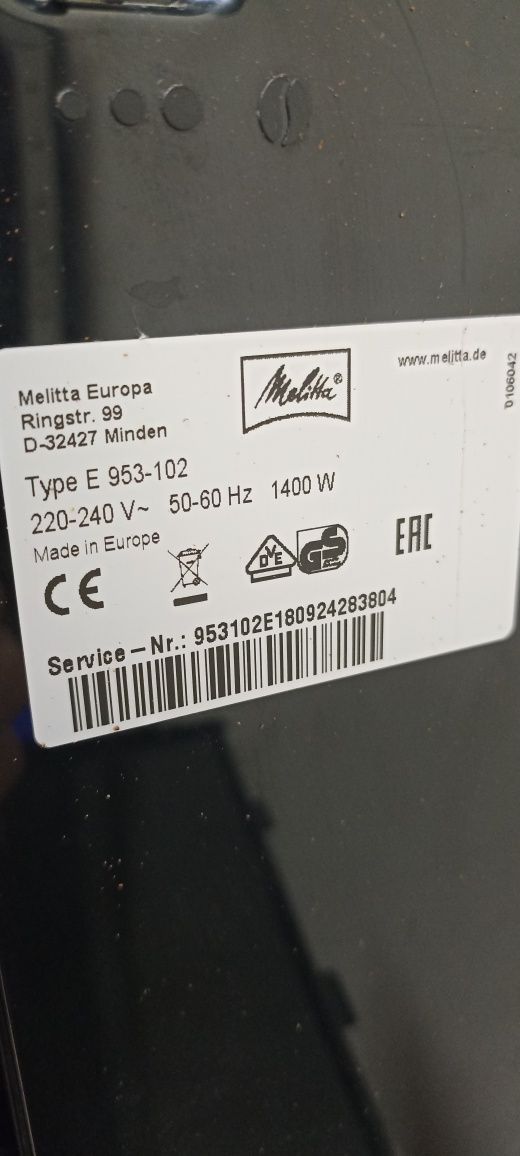 Melitta Europa
Ringstr. 99
D-32427 Minden
Melitta®
www.melitta.de
0106042
Type E 953-102
220-240 V~ 50-60 Hz 1400 W
Made in Europe
CE
DVE
GS
EAC
Service-Nr.: 953102E180924283804